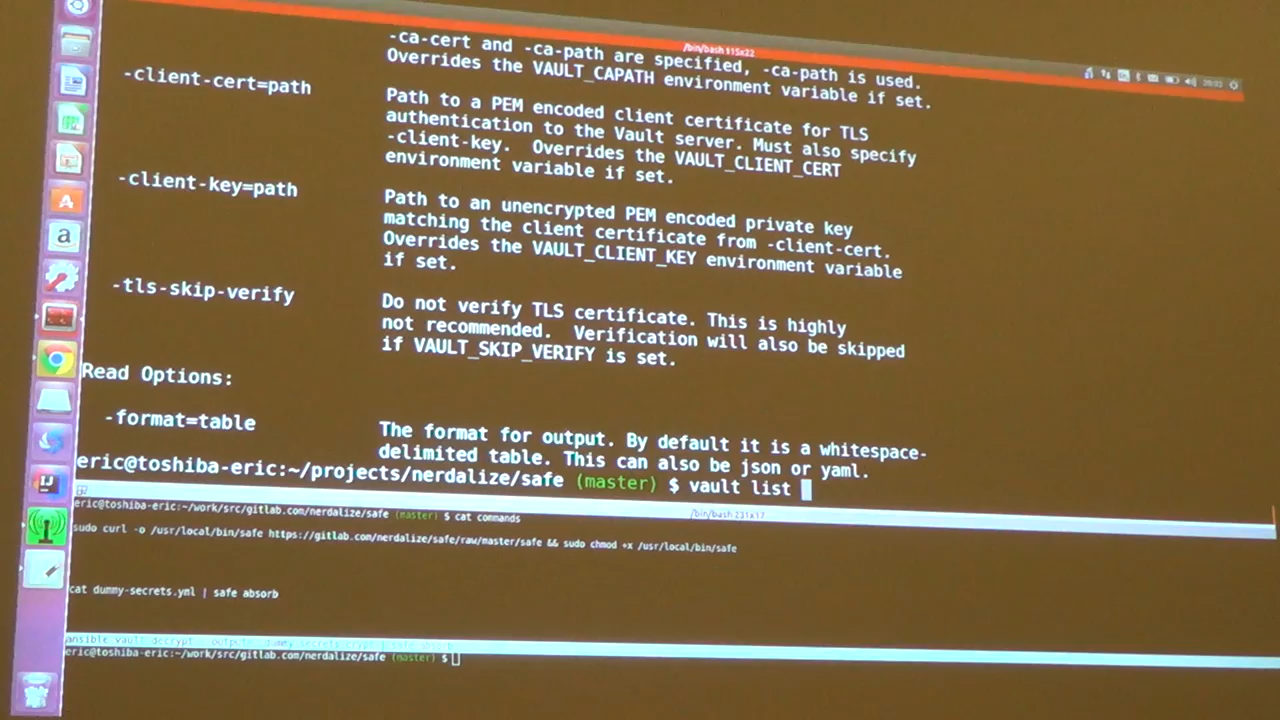 /bin/bash 115x22
-ca-cert and -ca-path are specified, -ca-path is used.
Overrides the VAULT_CAPATH environment variable if set.
-client-cert=path
Path to a PEM encoded client certificate for TLS
authentication to the Vault server. Must also specify
-client-key.  Overrides the VAULT_CLIENT_CERT
environment variable if set.
-client-key=path
Path to an unencrypted PEM encoded private key
matching the client certificate from -client-cert.
Overrides the VAULT_CLIENT_KEY environment variable
if set.
-tls-skip-verify
Do not verify TLS certificate. This is highly
not recommended.  Verification will also be skipped
if VAULT_SKIP_VERIFY is set.
Read Options:
-format=table
The format for output. By default it is a whitespace-
delimited table. This can also be json or yaml.
eric@toshiba-eric:~/projects/nerdalize/safe (master) $ vault list
/bin/bash 231x17
eric@toshiba-eric:~/work/src/gitlab.com/nerdalize/safe (master) $ cat commands
sudo curl -o /usr/local/bin/safe https://gitlab.com/nerdalize/safe/raw/master/safe && sudo chmod +x /usr/local/bin/safe
cat dummy-secrets.yml | safe absorb
eric@toshiba-eric:~/work/src/gitlab.com/nerdalize/safe (master) $